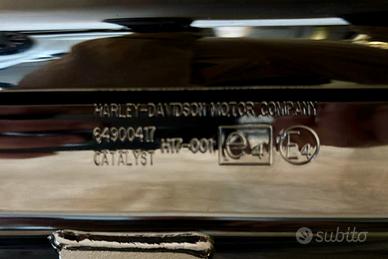 HARLEY-DAVIDSON MOTOR COMPANY
64900417 H17-001 e4 E4
CATALYST
subito